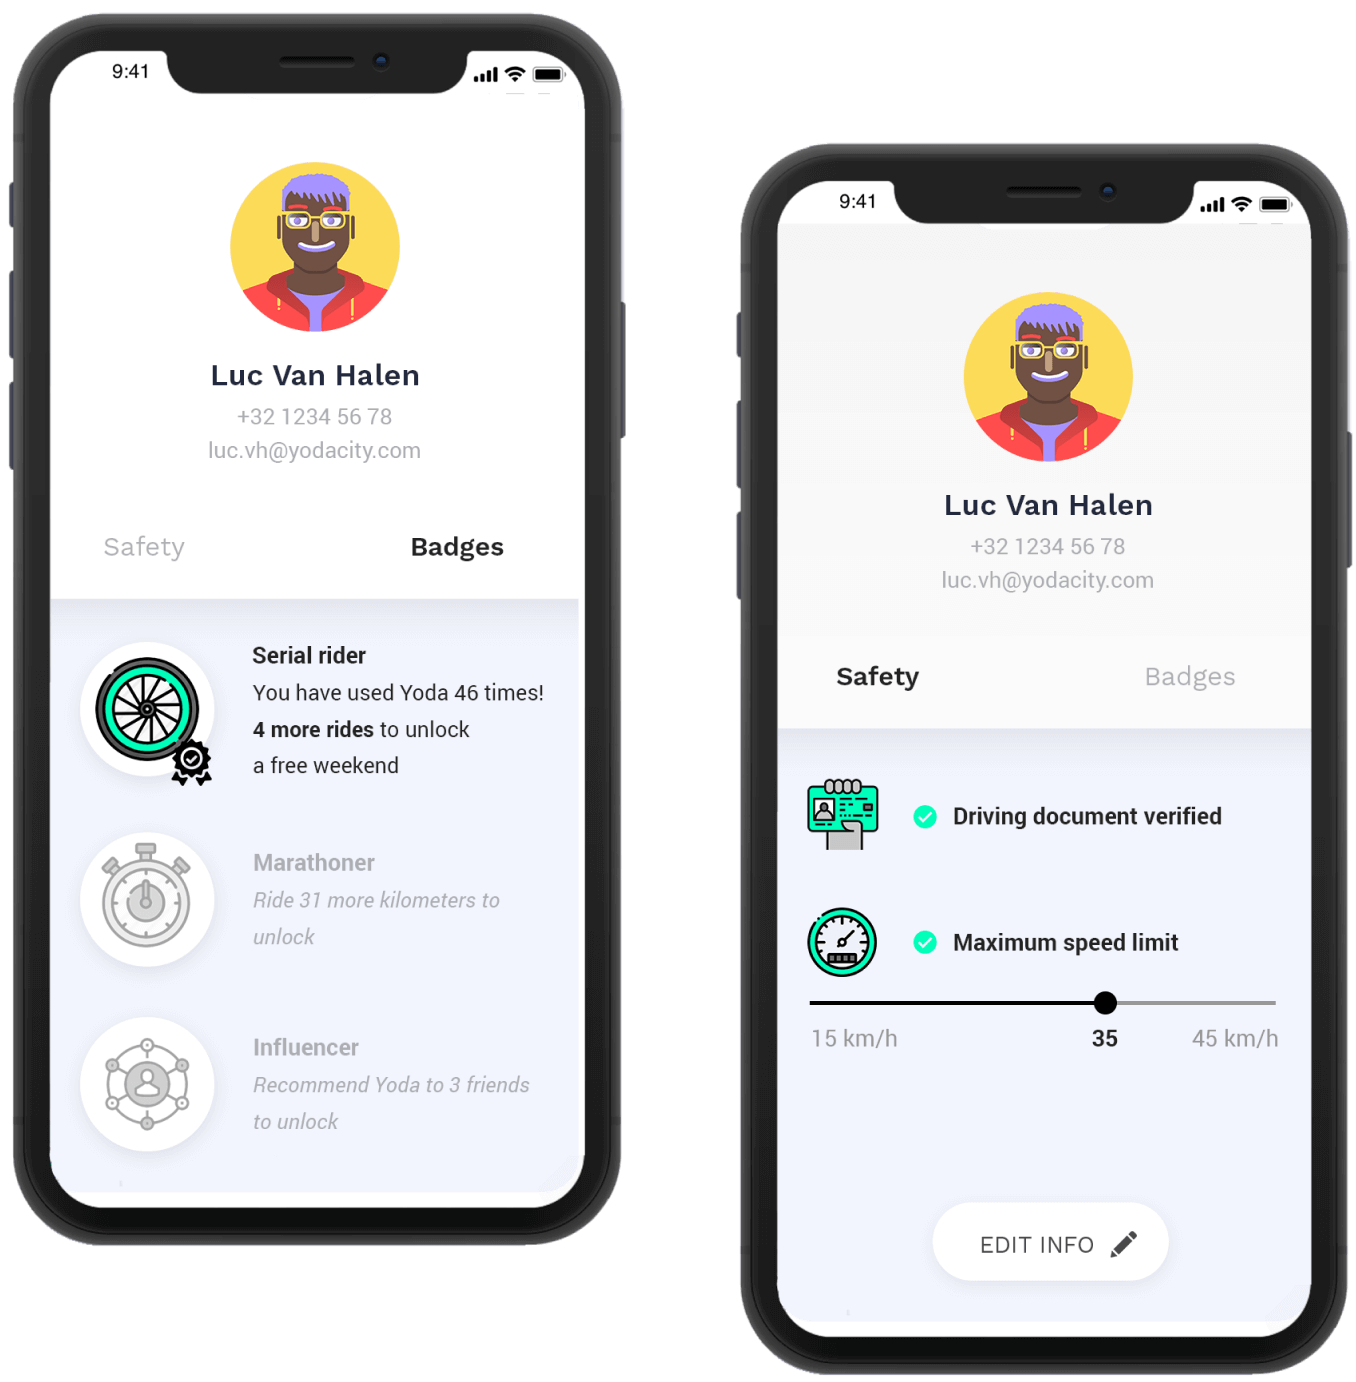 9:41
Luc Van Halen
+32 1234 56 78
luc.vh@yodacity.com
Safety
Badges
Serial rider
You have used Yoda 46 times!
4 more rides to unlock
a free weekend
Marathoner
Ride 31 more kilometers to
unlock
Influencer
Recommend Yoda to 3 friends
to unlock
9:41
Luc Van Halen
+32 1234 56 78
luc.vh@yodacity.com
Safety
Badges
Driving document verified
Maximum speed limit
15 km/h
35
45 km/h
EDIT INFO